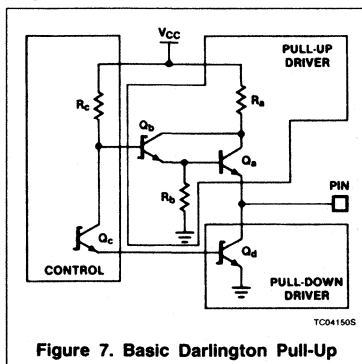 VCC
PULL-UP
DRIVER
Rc
Ra
Qb
Qa
Rb
PIN
Qc
Qd
CONTROL
PULL-DOWN
DRIVER
TC04150S
Figure 7. Basic Darlington Pull-Up